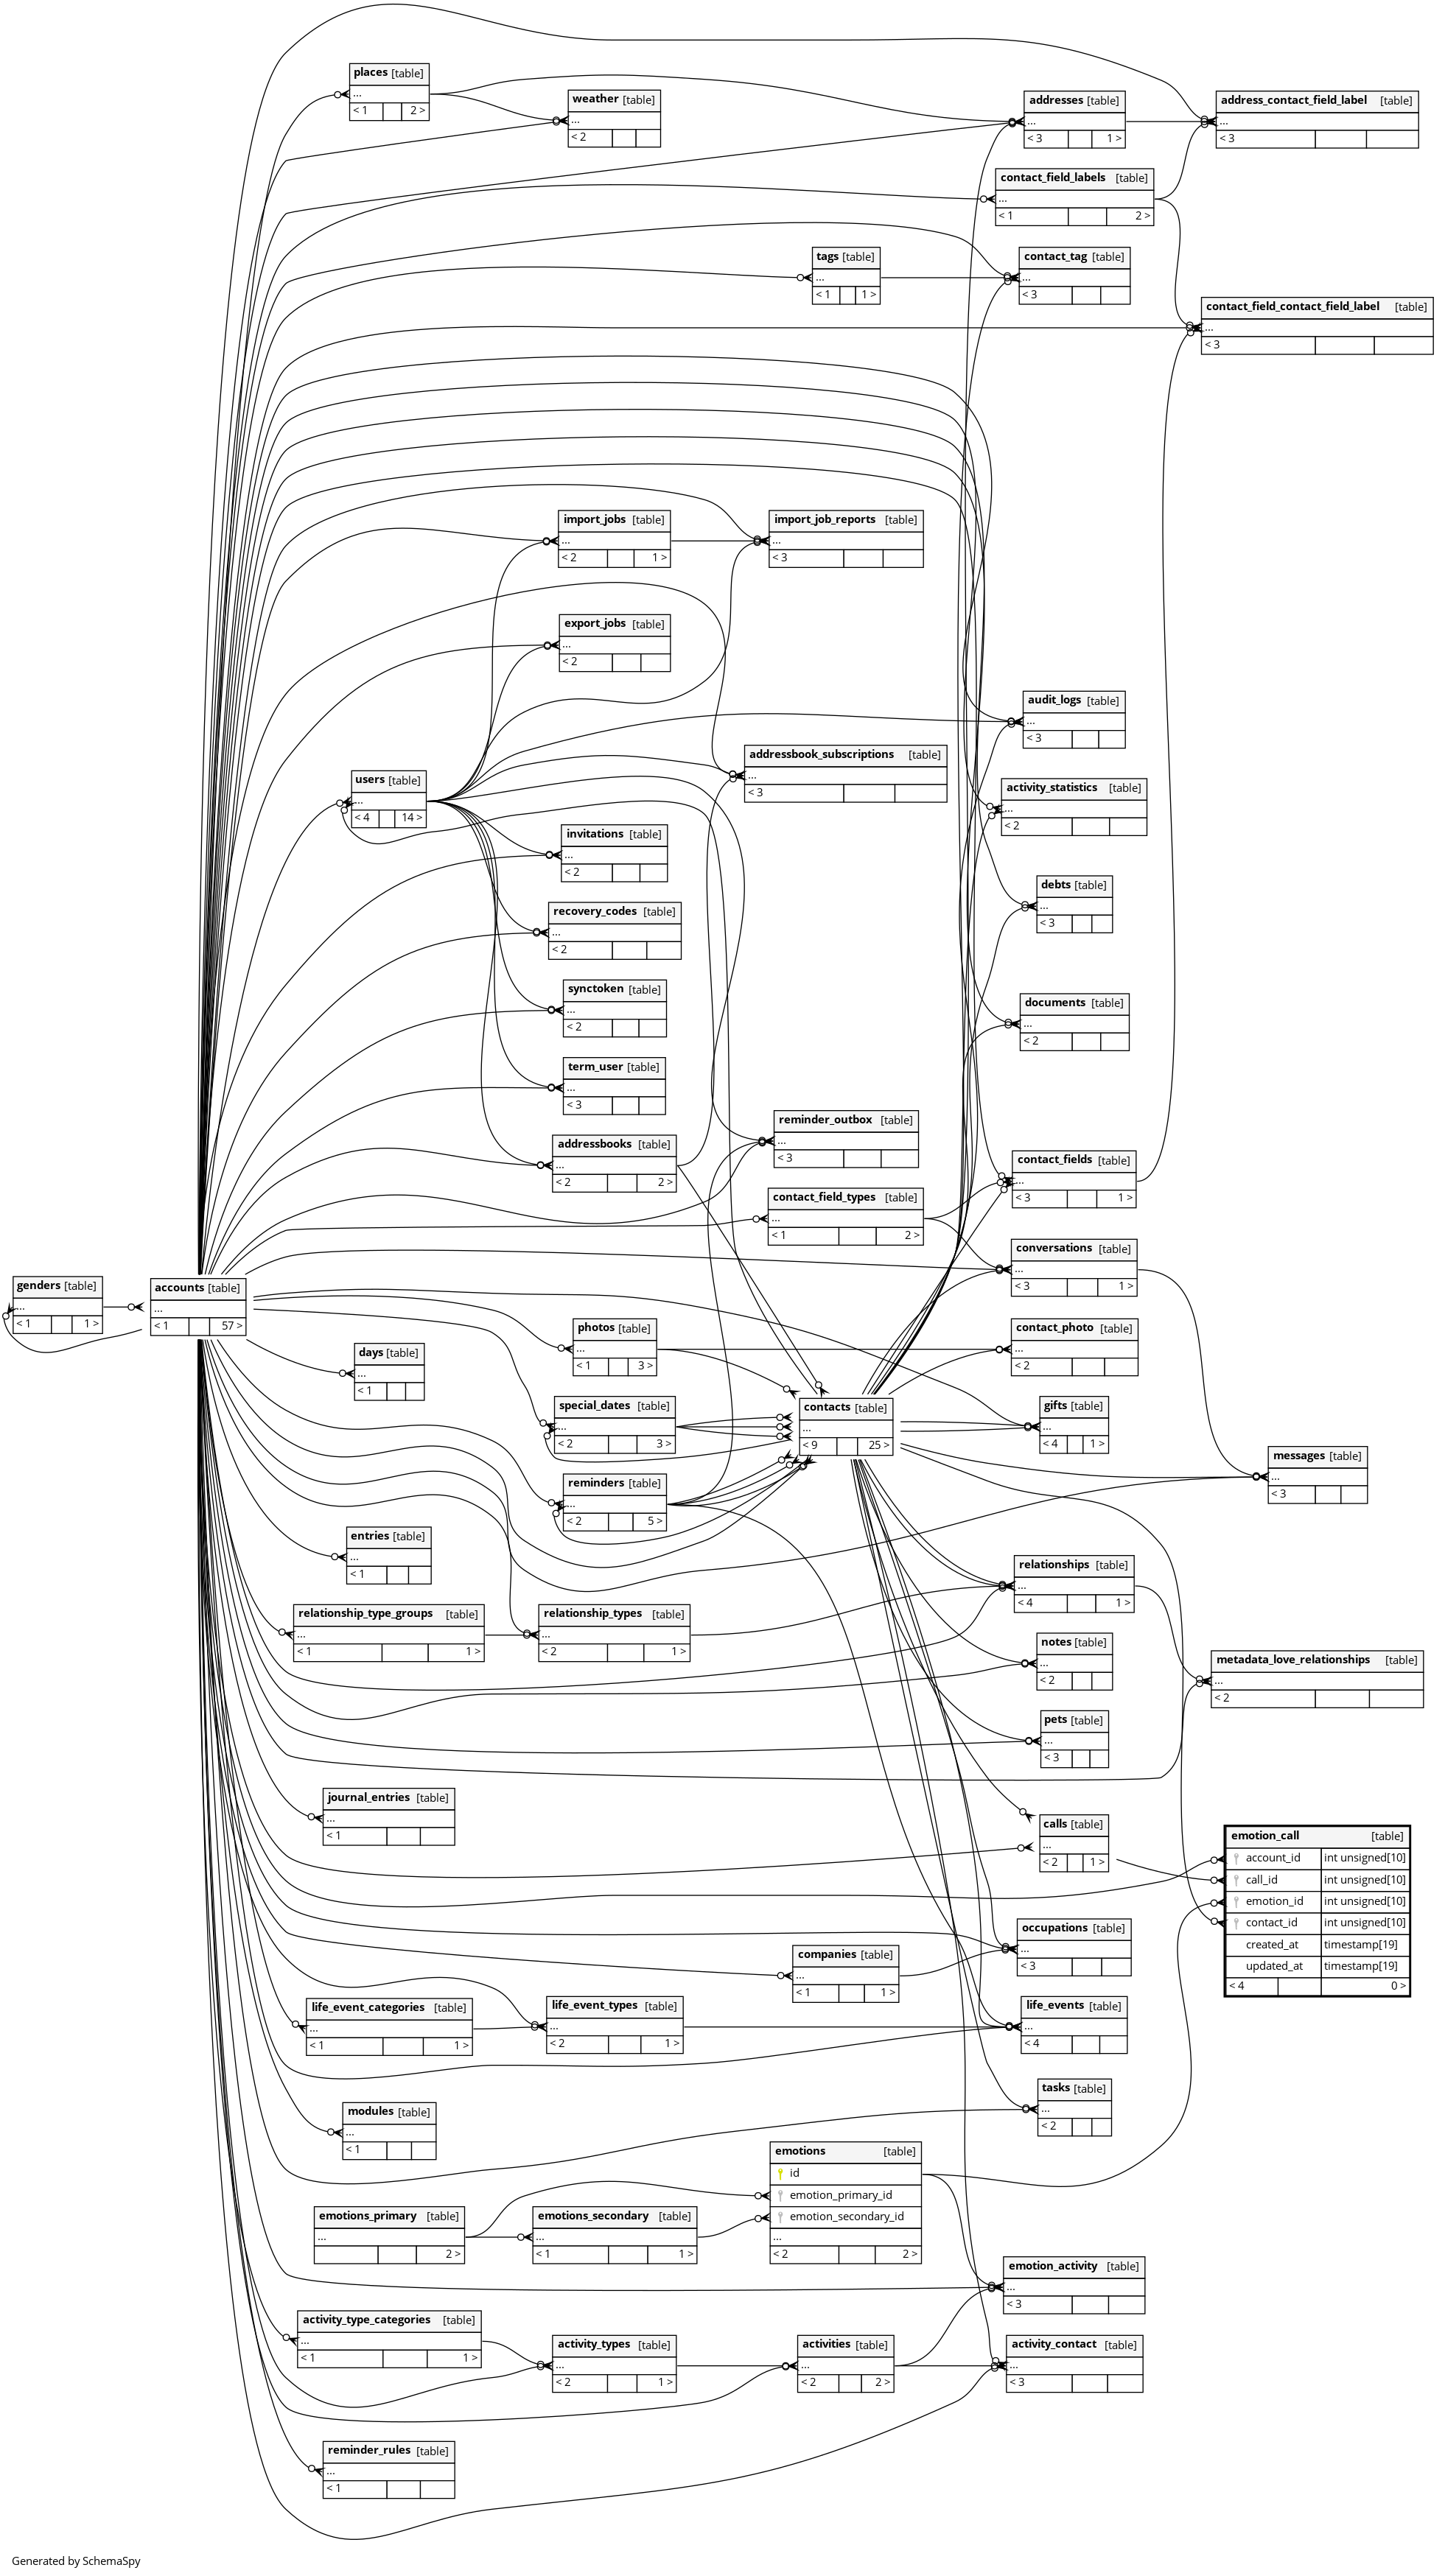 places [table]
...
< 1 2 >
weather [table]
...
< 2
addresses [table]
...
< 3 1 >
address_contact_field_label [table]
...
< 3
contact_field_labels [table]
...
< 1 2 >
tags [table]
...
< 1 1 >
contact_tag [table]
...
< 3
contact_field_contact_field_label [table]
...
< 3
import_jobs [table]
...
< 2 1 >
import_job_reports [table]
...
< 3
export_jobs [table]
...
< 2
audit_logs [table]
...
< 3
addressbook_subscriptions [table]
...
< 3
users [table]
...
< 4 14 >
activity_statistics [table]
...
< 2
invitations [table]
...
< 2
debts [table]
...
< 3
recovery_codes [table]
...
< 2
synctoken [table]
...
< 2
documents [table]
...
< 2
term_user [table]
...
< 3
reminder_outbox [table]
...
< 3
addressbooks [table]
...
< 2 2 >
contact_fields [table]
...
< 3 1 >
contact_field_types [table]
...
< 1 2 >
conversations [table]
...
< 3 1 >
genders [table]
...
< 1 1 >
accounts [table]
...
< 1 57 >
photos [table]
...
< 1 3 >
contact_photo [table]
...
< 2
days [table]
...
< 1
special_dates [table]
...
< 2 3 >
contacts [table]
...
< 9 25 >
gifts [table]
...
< 4 1 >
messages [table]
...
< 3
reminders [table]
...
< 2 5 >
entries [table]
...
< 1
relationships [table]
...
< 4 1 >
relationship_type_groups [table]
...
< 1 1 >
relationship_types [table]
...
< 2 1 >
notes [table]
...
< 2
metadata_love_relationships [table]
...
< 2
pets [table]
...
< 3
journal_entries [table]
...
< 1
calls [table]
...
< 2 1 >
emotion_call [table]
account_id int unsigned[10]
call_id int unsigned[10]
emotion_id int unsigned[10]
contact_id int unsigned[10]
created_at timestamp[19]
updated_at timestamp[19]
< 4 0 >
occupations [table]
...
< 3
companies [table]
...
< 1 1 >
life_event_categories [table]
...
< 1 1 >
life_event_types [table]
...
< 2 1 >
life_events [table]
...
< 4
tasks [table]
...
< 2
modules [table]
...
< 1
emotions [table]
id
emotion_primary_id
emotion_secondary_id
...
< 2 2 >
emotions_primary [table]
...
2 >
emotions_secondary [table]
...
< 1 1 >
emotion_activity [table]
...
< 3
activity_type_categories [table]
...
< 1 1 >
activity_types [table]
...
< 2 1 >
activities [table]
...
< 2 2 >
activity_contact [table]
...
< 3
reminder_rules [table]
...
< 1
Generated by SchemaSpy